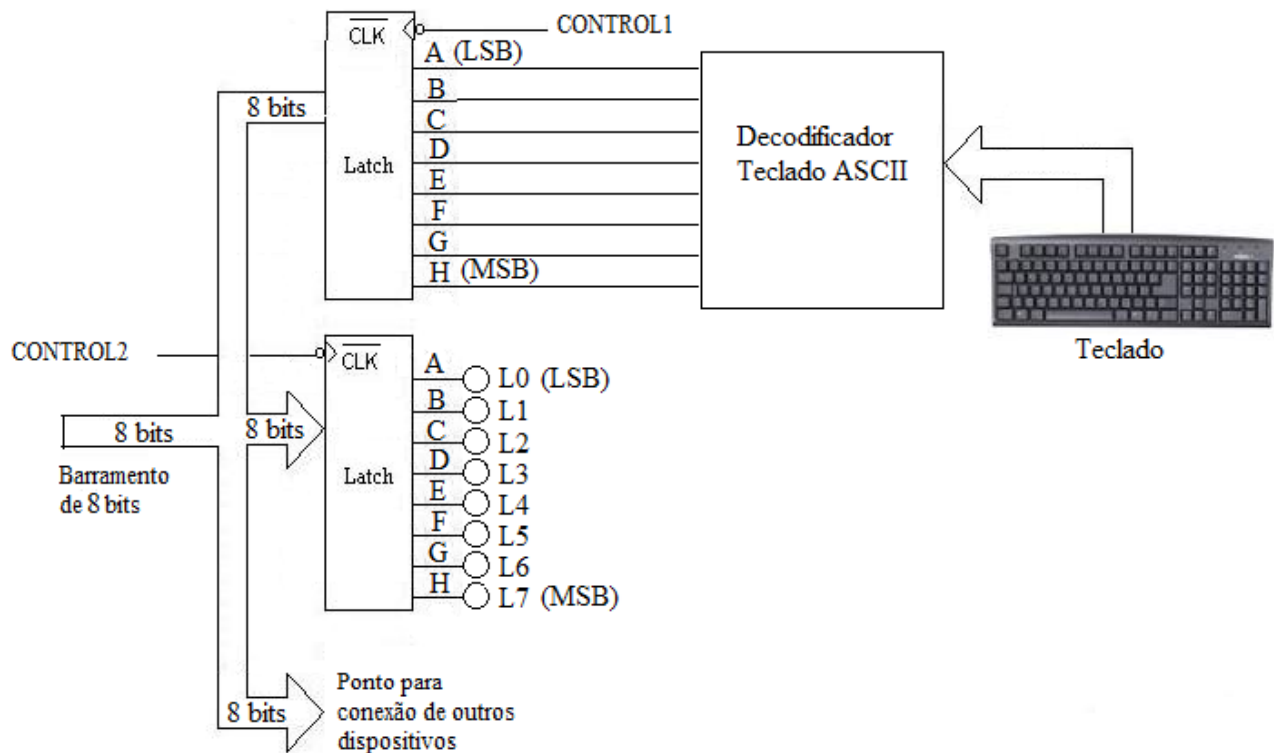 CLK
CONTROL1
A (LSB)
B
8 bits
C
Decodificador
Teclado ASCII
D
Latch
E
F
G
H (MSB)
Teclado
CONTROL2
CLK
A
L0 (LSB)
B
L1
8 bits
8 bits
C
L2
D
L3
Latch
Barramento
de 8 bits
E
L4
F
L5
G
L6
H
L7 (MSB)
8 bits
Ponto para
conexão de outros
dispositivos